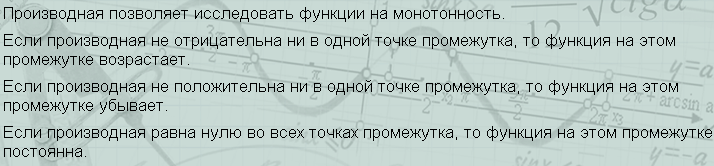 Производная позволяет исследовать функции на монотонность.
Если производная не отрицательна ни в одной точке промежутка, то функция на этом
промежутке возрастает.
Если производная не положительна ни в одной точке промежутка, то функция на этом
промежутке убывает.
Если производная равна нулю во всех точках промежутка, то функция на этом промежутке
постоянна.